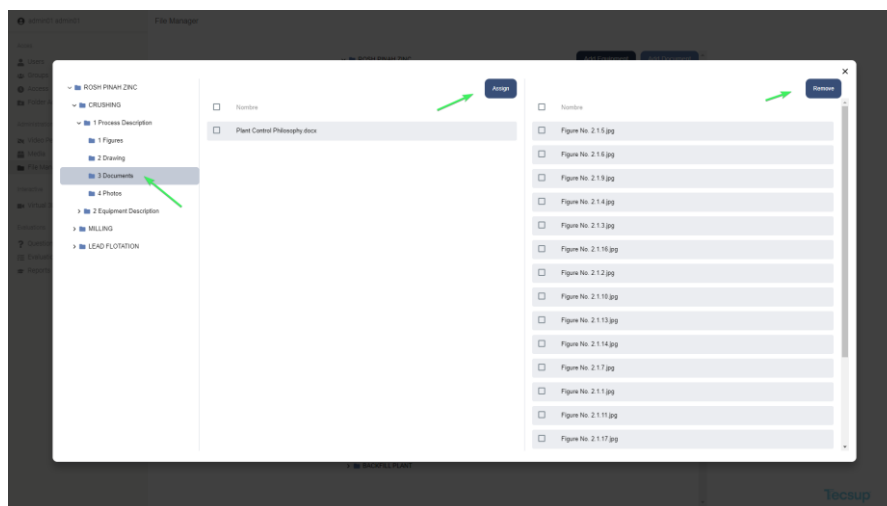 File Manager
ROSH PINAH ZINC
CRUSHING
1 Process Description
1 Figures
2 Drawing
3 Documents
4 Photos
2 Equipment Description
MILLING
LEAD FLOTATION
Assign
Nombre
Plant Control Philosophy.docx
Remove
Nombre
Figure No. 2.1.5.jpg
Figure No. 2.1.6.jpg
Figure No. 2.1.9.jpg
Figure No. 2.1.4.jpg
Figure No. 2.1.3.jpg
Figure No. 2.1.16.jpg
Figure No. 2.1.2.jpg
Figure No. 2.1.10.jpg
Figure No. 2.1.13.jpg
Figure No. 2.1.14.jpg
Figure No. 2.1.7.jpg
Figure No. 2.1.1.jpg
Figure No. 2.1.11.jpg
Figure No. 2.1.17.jpg
BACKFILL PLANT
Tecsup